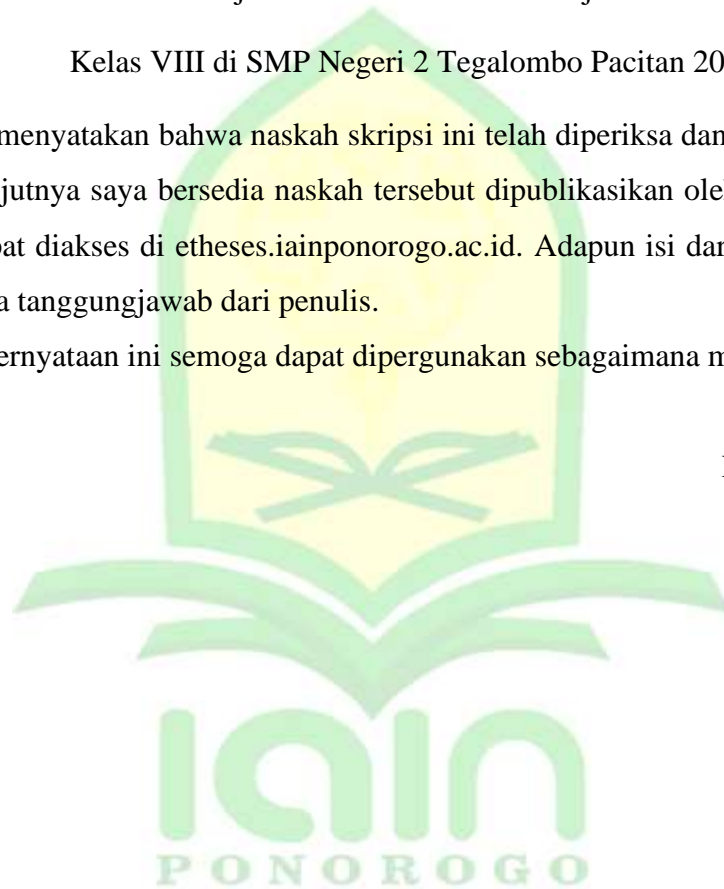 Kelas VIII di SMP Negeri 2 Tegalombo Pacitan 20
menyatakan bahwa naskah skripsi ini telah diperiksa dan
jutnya saya bersedia naskah tersebut dipublikasikan oleh
at diakses di etheses.iainponorogo.ac.id. Adapun isi dar
a tanggungjawab dari penulis.
ernyataan ini semoga dapat dipergunakan sebagaimana m
iain
PONOROGO